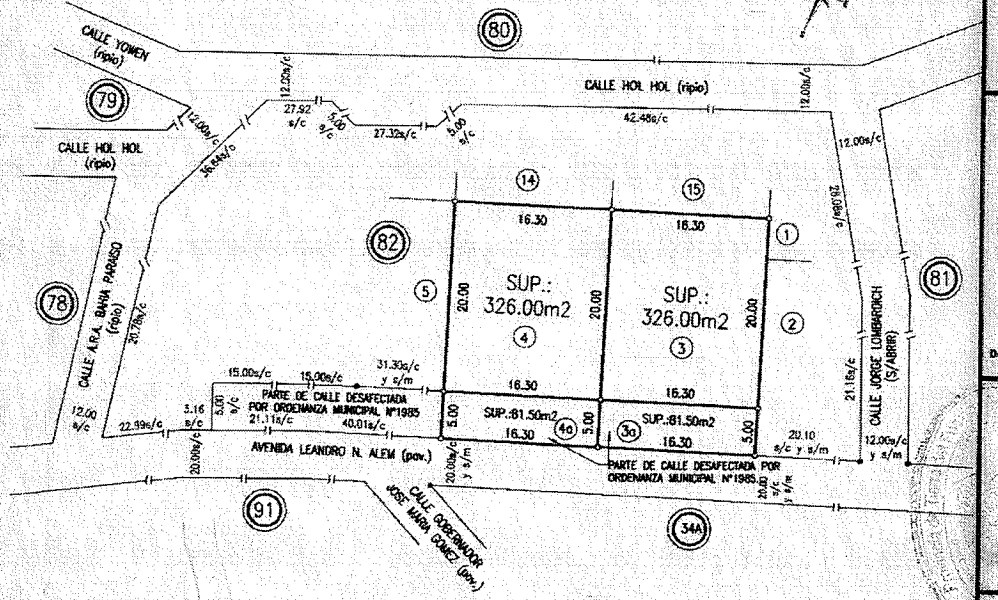 80
CALLE YOWEN
(ripio)
79
CALLE HOL HOL (ripio)
12.00s/c
12.00s/c
27.92
s/c
5.00
s/c
27.32s/c
5.00
s/c
42.48s/c
12.00s/c
CALLE HOL HOL
(ripio)
12.00s/c
14
15
16.30
16.30
1
82
81
78
CALLE A.R.A. BAHIA PARAISO
(ripio)
20.78s/c
5
20.00
SUP.:
326.00m2
4
20.00
SUP.:
326.00m2
3
20.00
2
CALLE JORGE
(S/ABRIR)
21.16s/c
15.00s/c
15.00s/c
31.30s/c
y s/m
16.30
16.30
PARTE DE CALLE DESAFECTADA
POR ORDENANZA MUNICIPAL Nº1985
5.00
s/c
12.00
s/c
22.99s/c
3.16
s/c
21.11s/c
40.01s/c
5.00
SUP.:81.50m2
4a
16.30
5.00
SUP.:81.50m2
3a
16.30
5.00
20.10
s/c y s/m
12.00s/c
y s/m
20.00s/c
AVENIDA LEANDRO N. ALEM (pav.)
20.00s/c
y s/m
PARTE DE CALLE DESAFECTADA POR
ORDENANZA MUNICIPAL Nº1985
20.00
s/c
y s/m
91
CALLE GOBERNADOR
JOSE MARIA GOMEZ (pav.)
34A